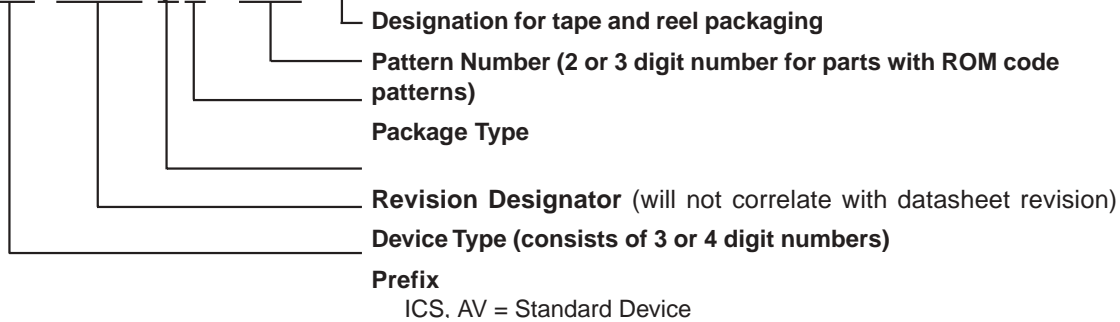 Designation for tape and reel packaging
Pattern Number (2 or 3 digit number for parts with ROM code
patterns)
Package Type
Revision Designator (will not correlate with datasheet revision)
Device Type (consists of 3 or 4 digit numbers)
Prefix
ICS, AV = Standard Device